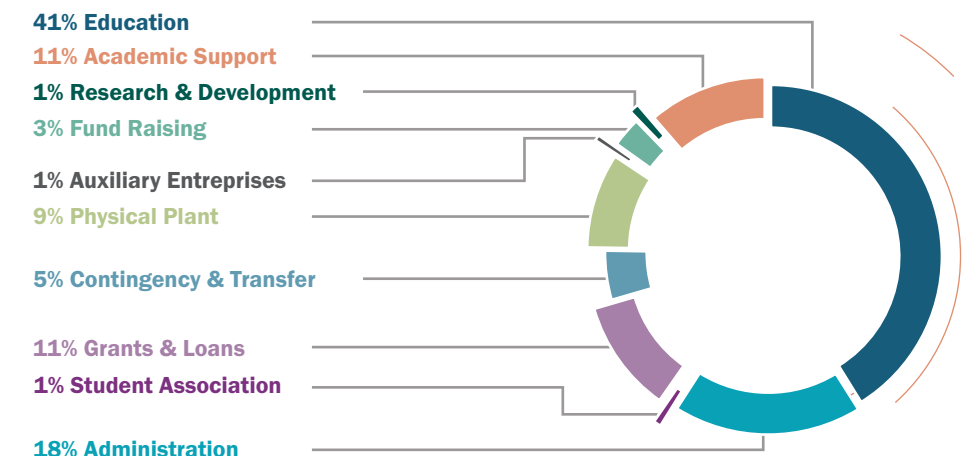 41% Education
11% Academic Support
1% Research & Development
3% Fund Raising
1% Auxiliary Entreprises
9% Physical Plant
5% Contingency & Transfer
11% Grants & Loans
1% Student Association
18% Administration